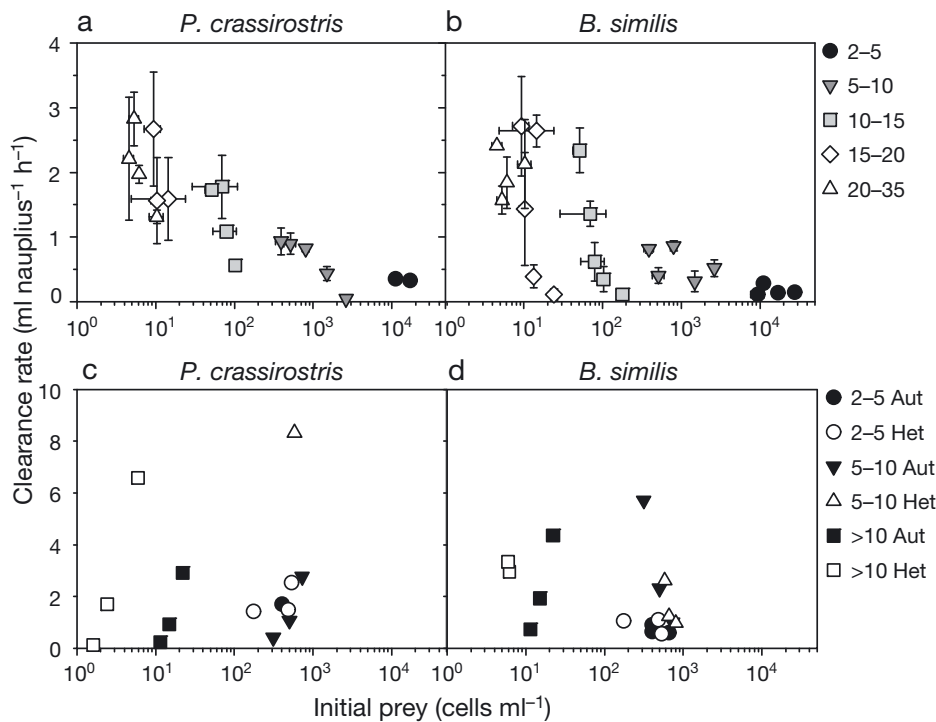 a P. crassirostris
b B. similis
4
3
2
1
0
10⁰ 10¹ 10² 10³ 10⁴
10⁰ 10¹ 10² 10³ 10⁴
2–5
5–10
10–15
15–20
20–35
Clearance rate (ml nauplius⁻¹ h⁻¹)
c P. crassirostris
d B. similis
10
8
6
4
2
0
10⁰ 10¹ 10² 10³ 10⁴
10⁰ 10¹ 10² 10³ 10⁴
2–5 Aut
2–5 Het
5–10 Aut
5–10 Het
>10 Aut
>10 Het
Initial prey (cells ml⁻¹)